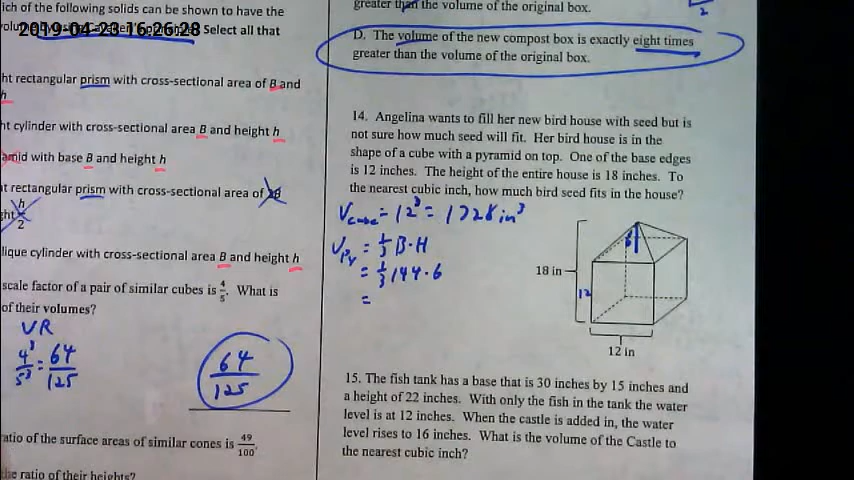 ich of the following solids can be shown to have the
2019-04-23 16:26:28
Select all that
ht rectangular prism with cross-sectional area of B and
h
ht cylinder with cross-sectional area B and height h
amid with base B and height h
t rectangular prism with cross-sectional area of 2B
ght h/2
lique cylinder with cross-sectional area B and height h
scale factor of a pair of similar cubes is 4/5. What is
of their volumes?
VR
4³/5³ = 64/125
64/125
atio of the surface areas of similar cones is 49/100.
the ratio of their heights?
greater than the volume of the original box.
2
D. The volume of the new compost box is exactly eight times
greater than the volume of the original box.
14. Angelina wants to fill her new bird house with seed but is
not sure how much seed will fit. Her bird house is in the
shape of a cube with a pyramid on top. One of the base edges
is 12 inches. The height of the entire house is 18 inches. To
the nearest cubic inch, how much bird seed fits in the house?
Vcube = 12³ = 1728 in³
Vpy = 1/3 B·H
= 1/3 144·6
=
6
18 in
12
12 in
15. The fish tank has a base that is 30 inches by 15 inches and
a height of 22 inches. With only the fish in the tank the water
level is at 12 inches. When the castle is added in, the water
level rises to 16 inches. What is the volume of the Castle to
the nearest cubic inch?